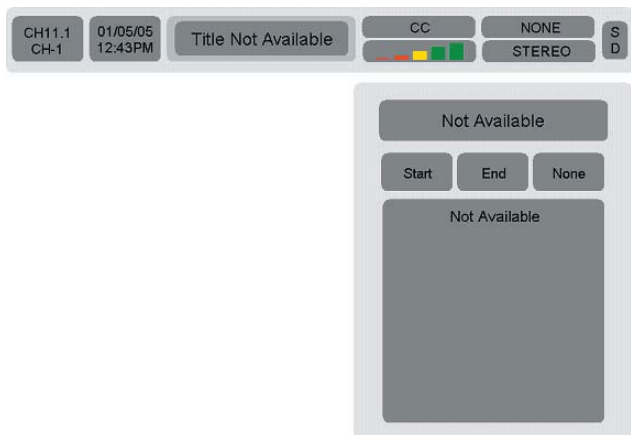 CH11.1
CH-1
01/05/05
12:43PM
Title Not Available
CC
NONE
STEREO
S
D
Not Available
Start
End
None
Not Available